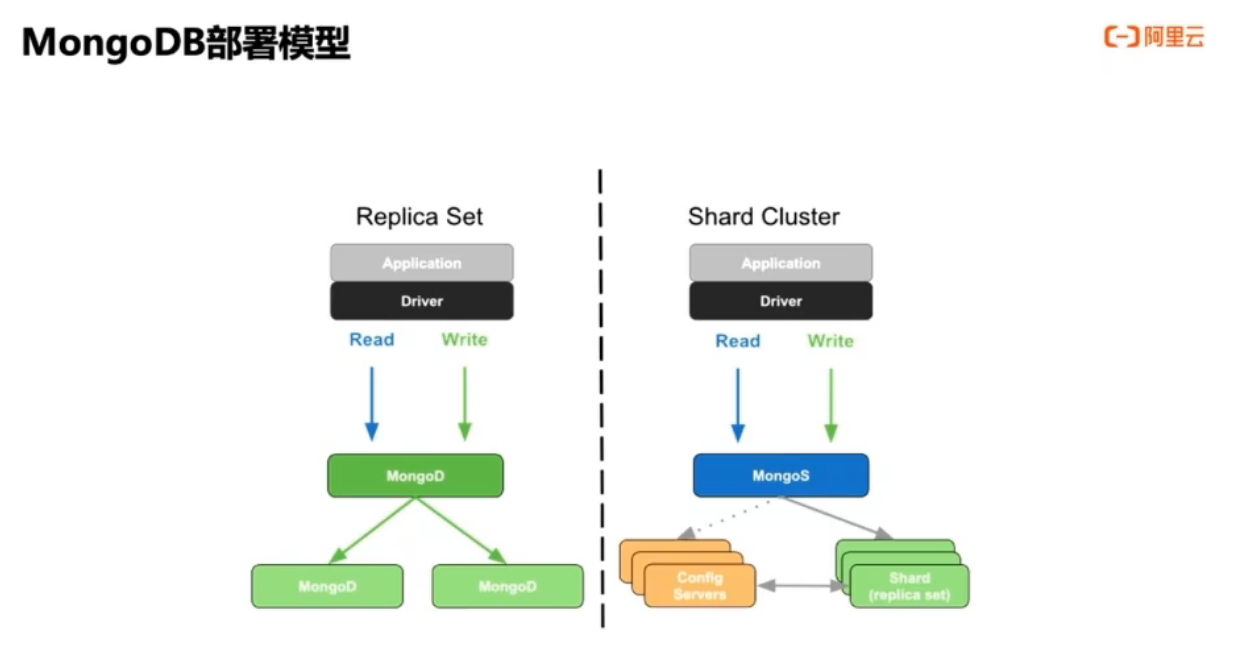 MongoDB部署模型
阿里云
Replica Set
Application
Driver
Read
Write
MongoD
MongoD
MongoD
Shard Cluster
Application
Driver
Read
Write
MongoS
Config
Servers
Shard
(replica set)